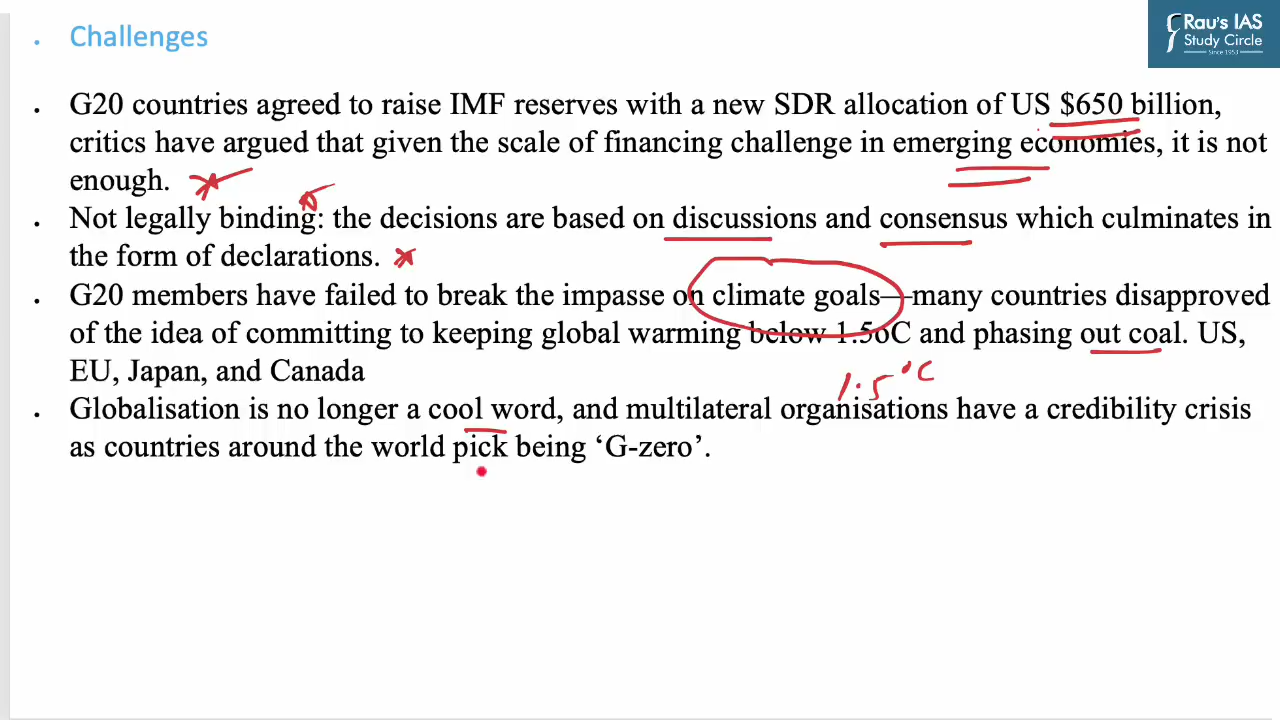 Challenges
Rau's IAS
Study Circle
Since 1953
G20 countries agreed to raise IMF reserves with a new SDR allocation of US $650 billion,
critics have argued that given the scale of financing challenge in emerging economies, it is not
enough.
Not legally binding: the decisions are based on discussions and consensus which culminates in
the form of declarations.
G20 members have failed to break the impasse on climate goals—many countries disapproved
of the idea of committing to keeping global warming below 1.5oC and phasing out coal. US,
EU, Japan, and Canada
1.5°C
Globalisation is no longer a cool word, and multilateral organisations have a credibility crisis
as countries around the world pick being ‘G-zero’.